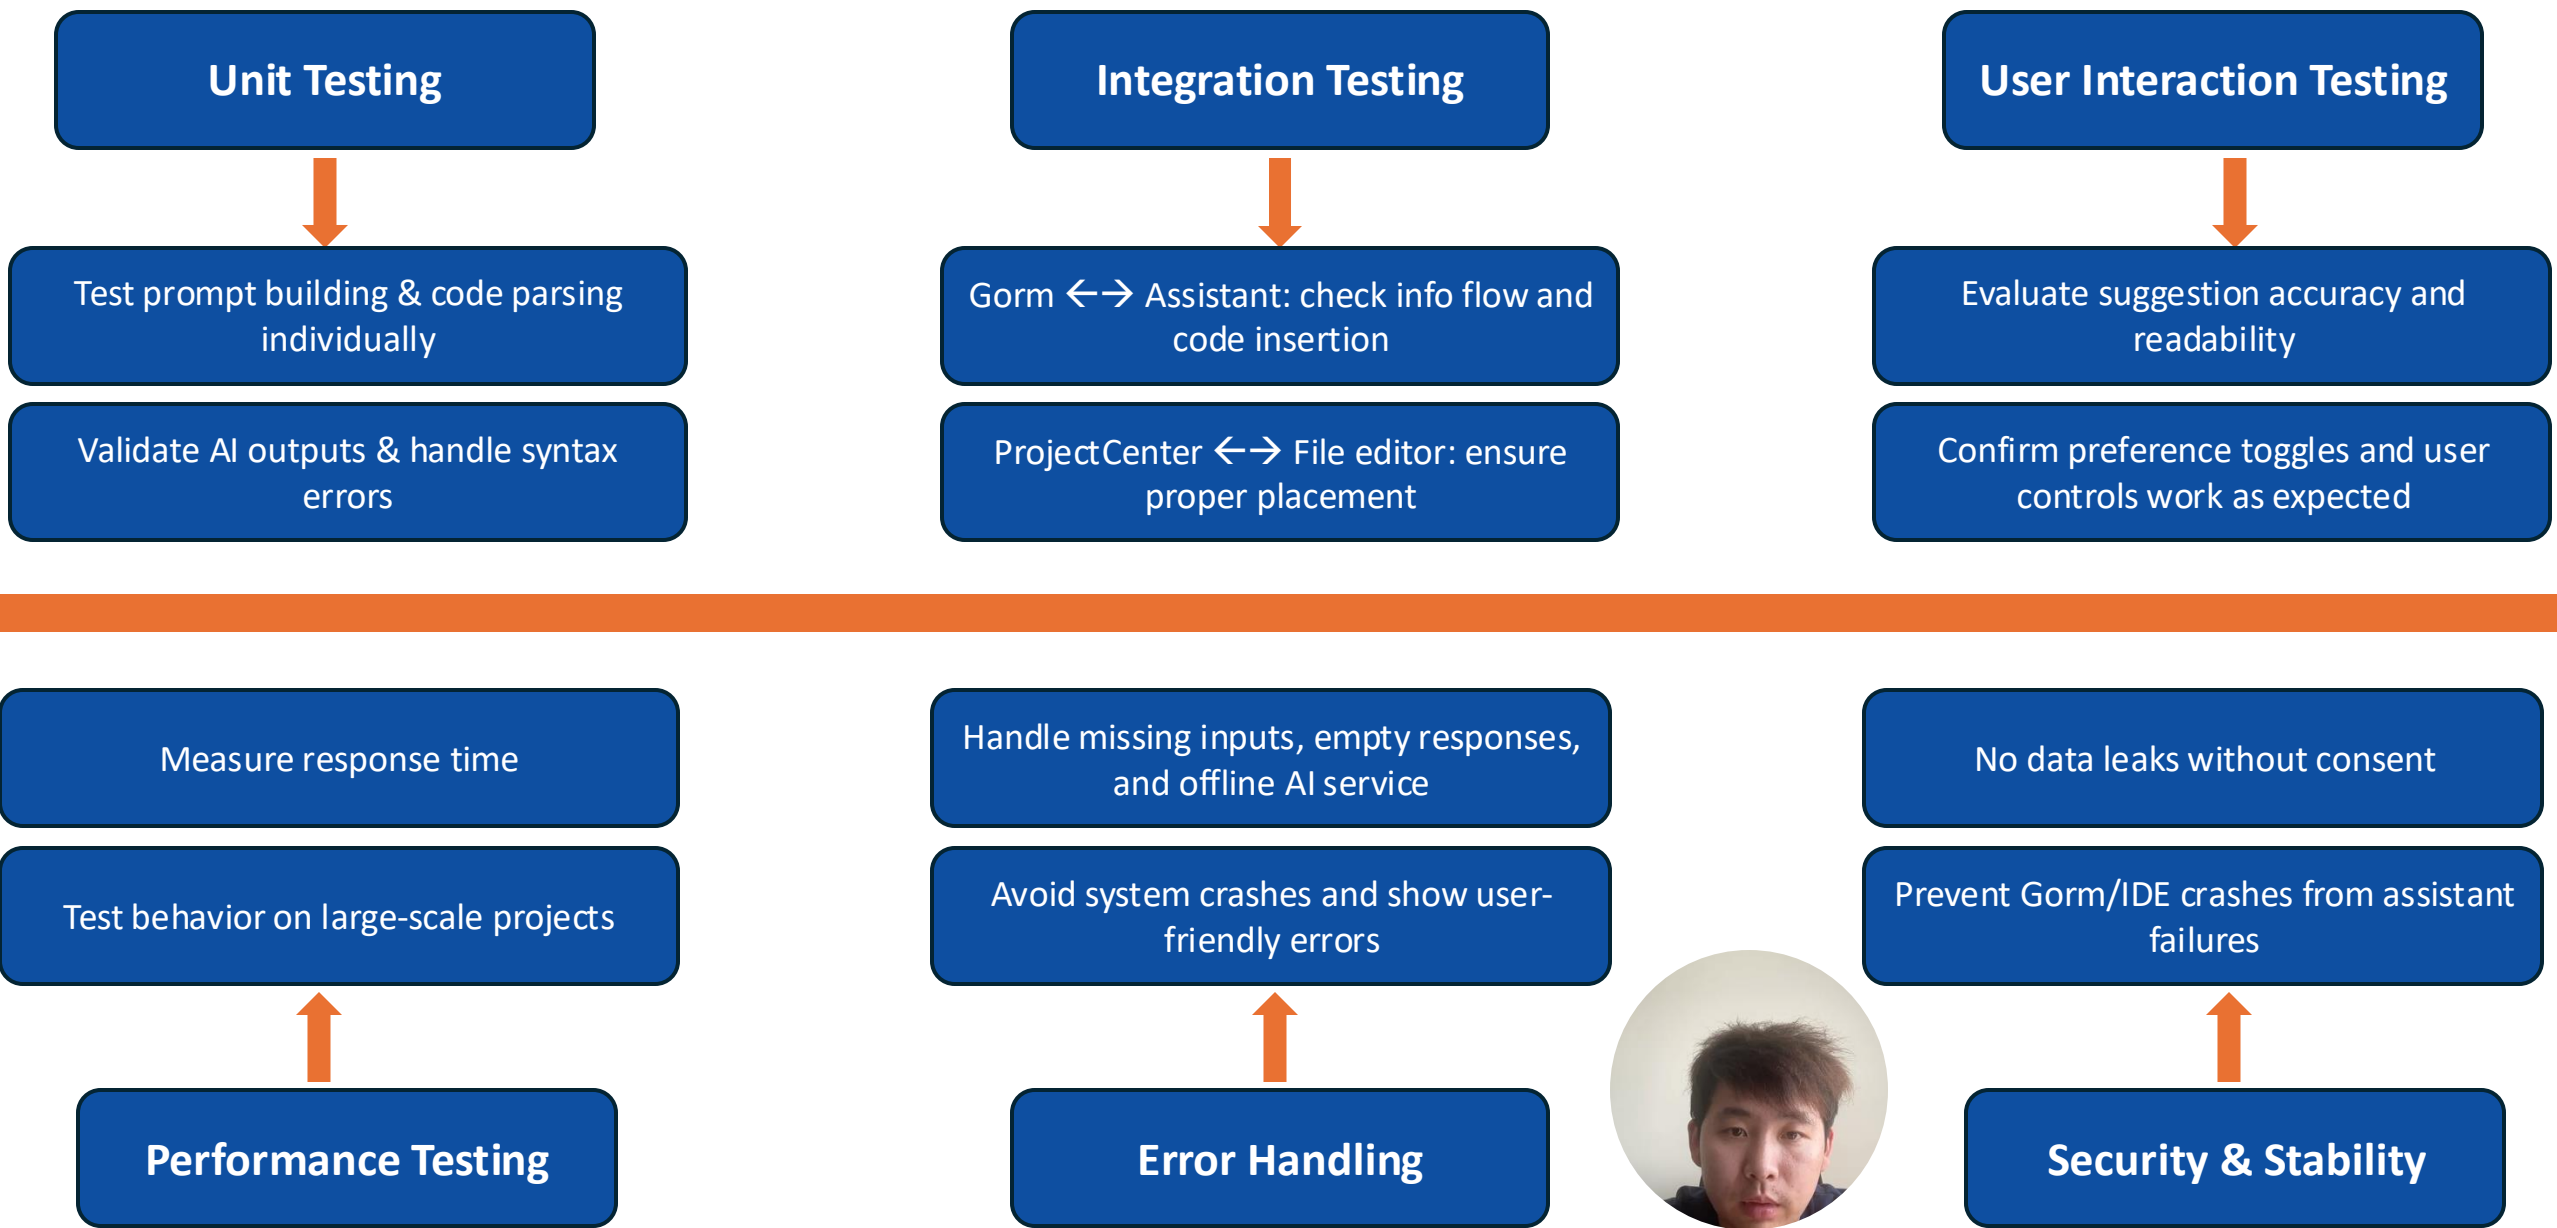 Unit Testing
Integration Testing
User Interaction Testing
Test prompt building & code parsing
individually
Gorm ←→ Assistant: check info flow and
code insertion
Evaluate suggestion accuracy and
readability
Validate AI outputs & handle syntax
errors
ProjectCenter ←→ File editor: ensure
proper placement
Confirm preference toggles and user
controls work as expected
Measure response time
Handle missing inputs, empty responses,
and offline AI service
No data leaks without consent
Test behavior on large-scale projects
Avoid system crashes and show user-
friendly errors
Prevent Gorm/IDE crashes from assistant
failures
Performance Testing
Error Handling
Security & Stability